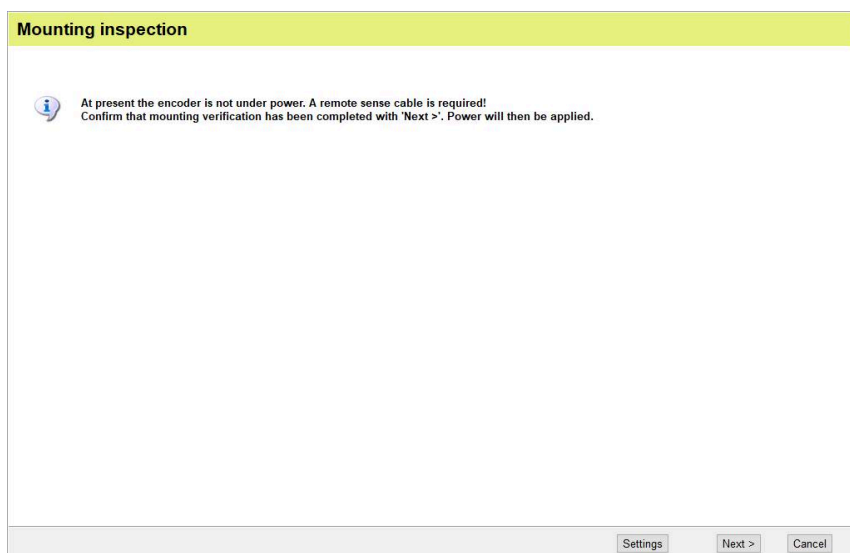 Mounting inspection
At present the encoder is not under power. A remote sense cable is required!
Confirm that mounting verification has been completed with 'Next >'. Power will then be applied.
Settings
Next >
Cancel